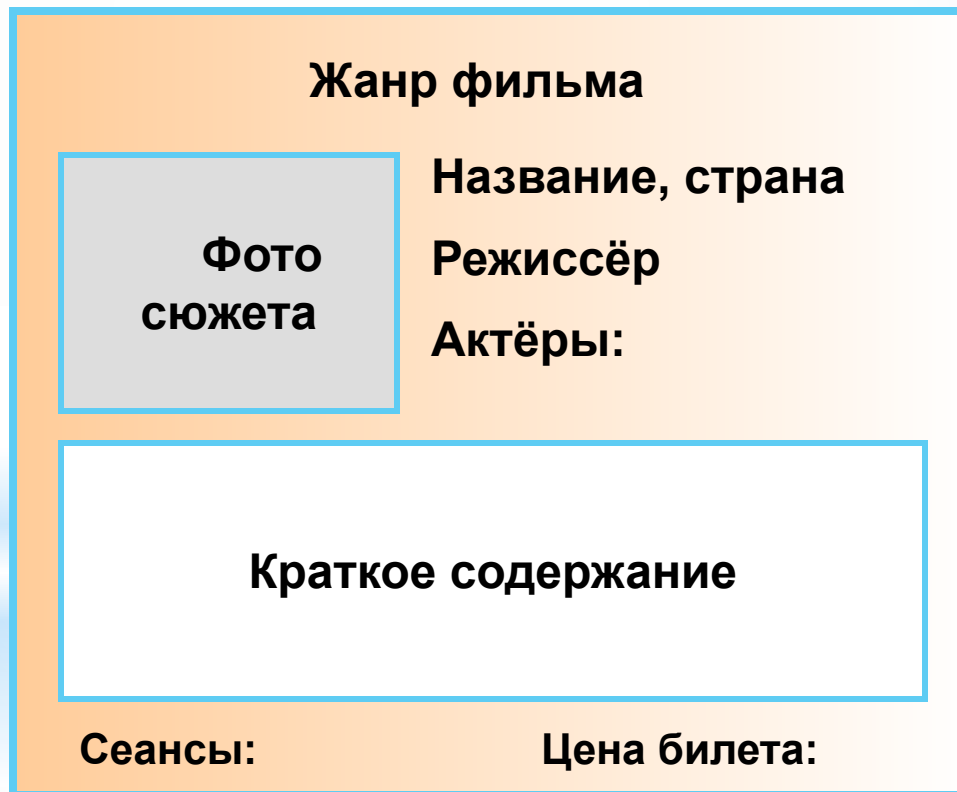 Жанр фильма
Фото
сюжета
Название, страна
Режиссёр
Актёры:
Краткое содержание
Сеансы:
Цена билета: